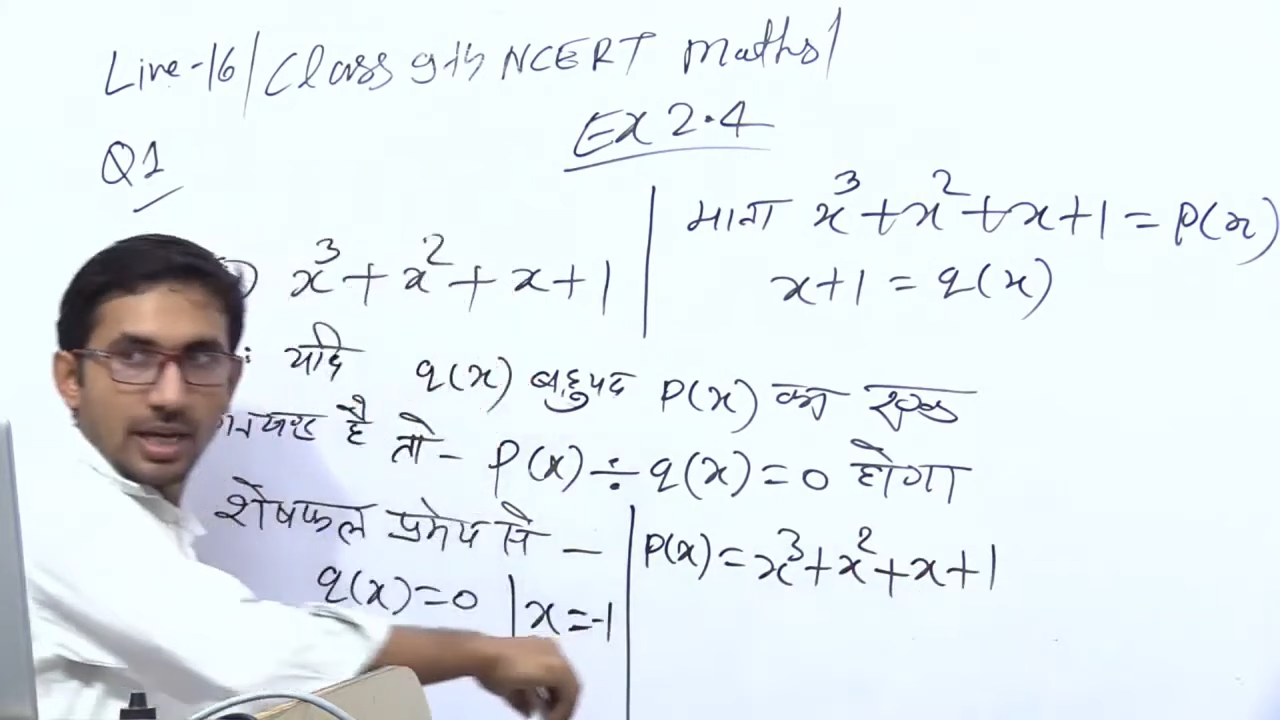 Live-16/Class 9th NCERT Maths/
Ex 2.4
Q1
x³+x²+x+1
माना x³+x²+x+1=p(x)
x+1=q(x)
यदि q(x) बहुपद p(x) का एक
है तो- p(x)÷q(x)=0 होगा
शेषफल प्रमेय से -
q(x)=0 | x=-1
p(x)=x³+x²+x+1